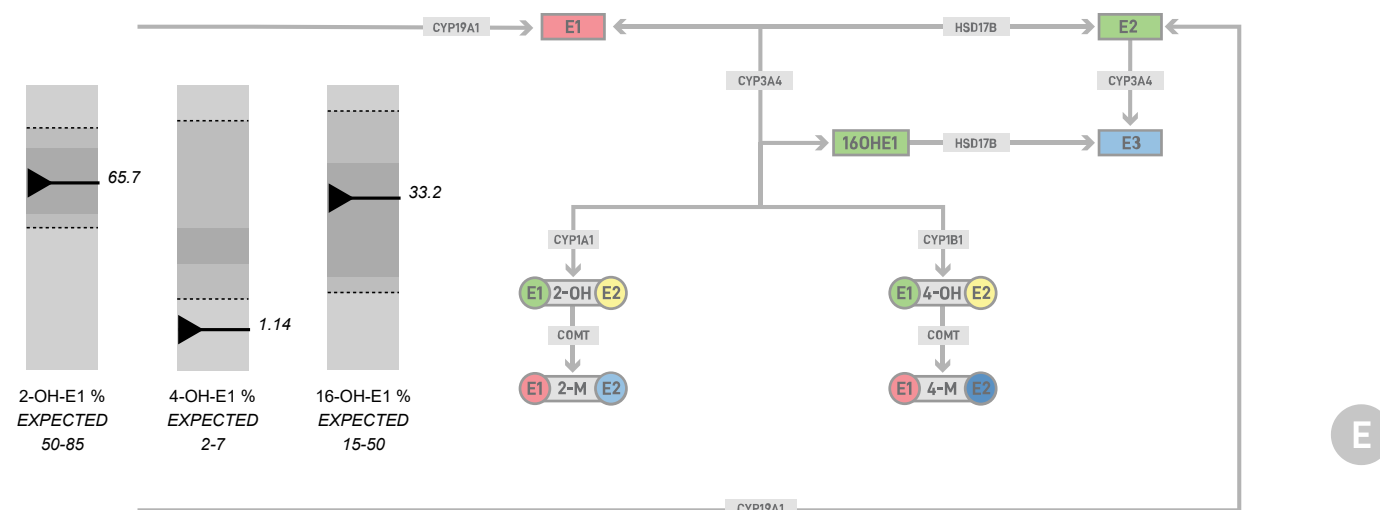 CYP19A1
E1
HSD17B
E2
CYP3A4
CYP3A4
16OHE1
HSD17B
E3
65.7
33.2
1.14
CYP1A1
CYP1B1
E1 2-OH E2
E1 4-OH E2
COMT
COMT
E1 2-M E2
E1 4-M E2
2-OH-E1 %
EXPECTED
50-85
4-OH-E1 %
EXPECTED
2-7
16-OH-E1 %
EXPECTED
15-50
E
CYP19A1